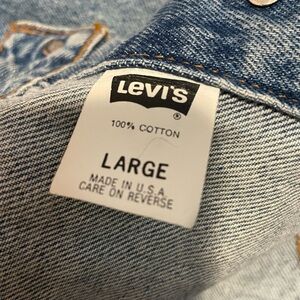 LEVI'S
®
100% COTTON
LARGE
MADE IN U.S.A
CARE ON REVERSE